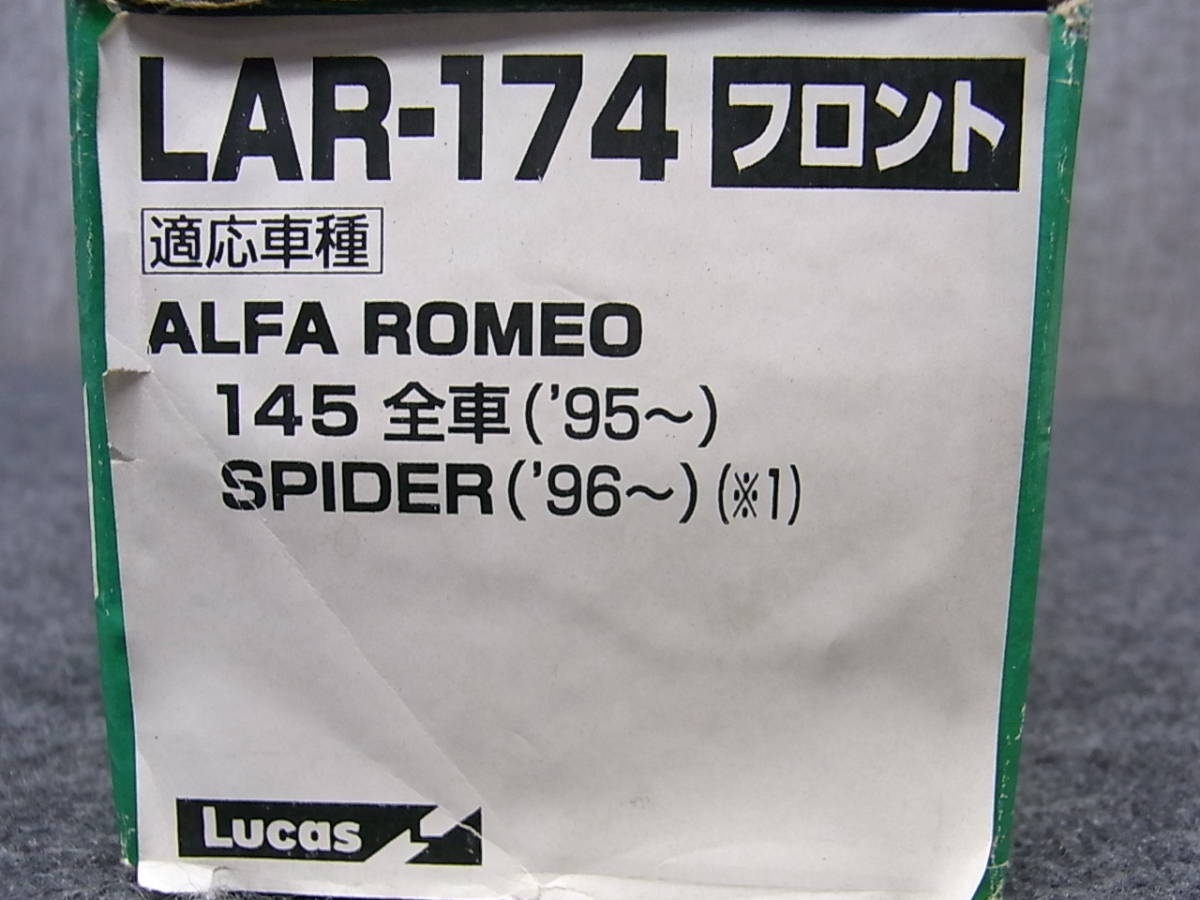 LAR-174 フロント
適応車種
ALFA ROMEO
145 全車('95～)
SPIDER('96～)(※1)
Lucas